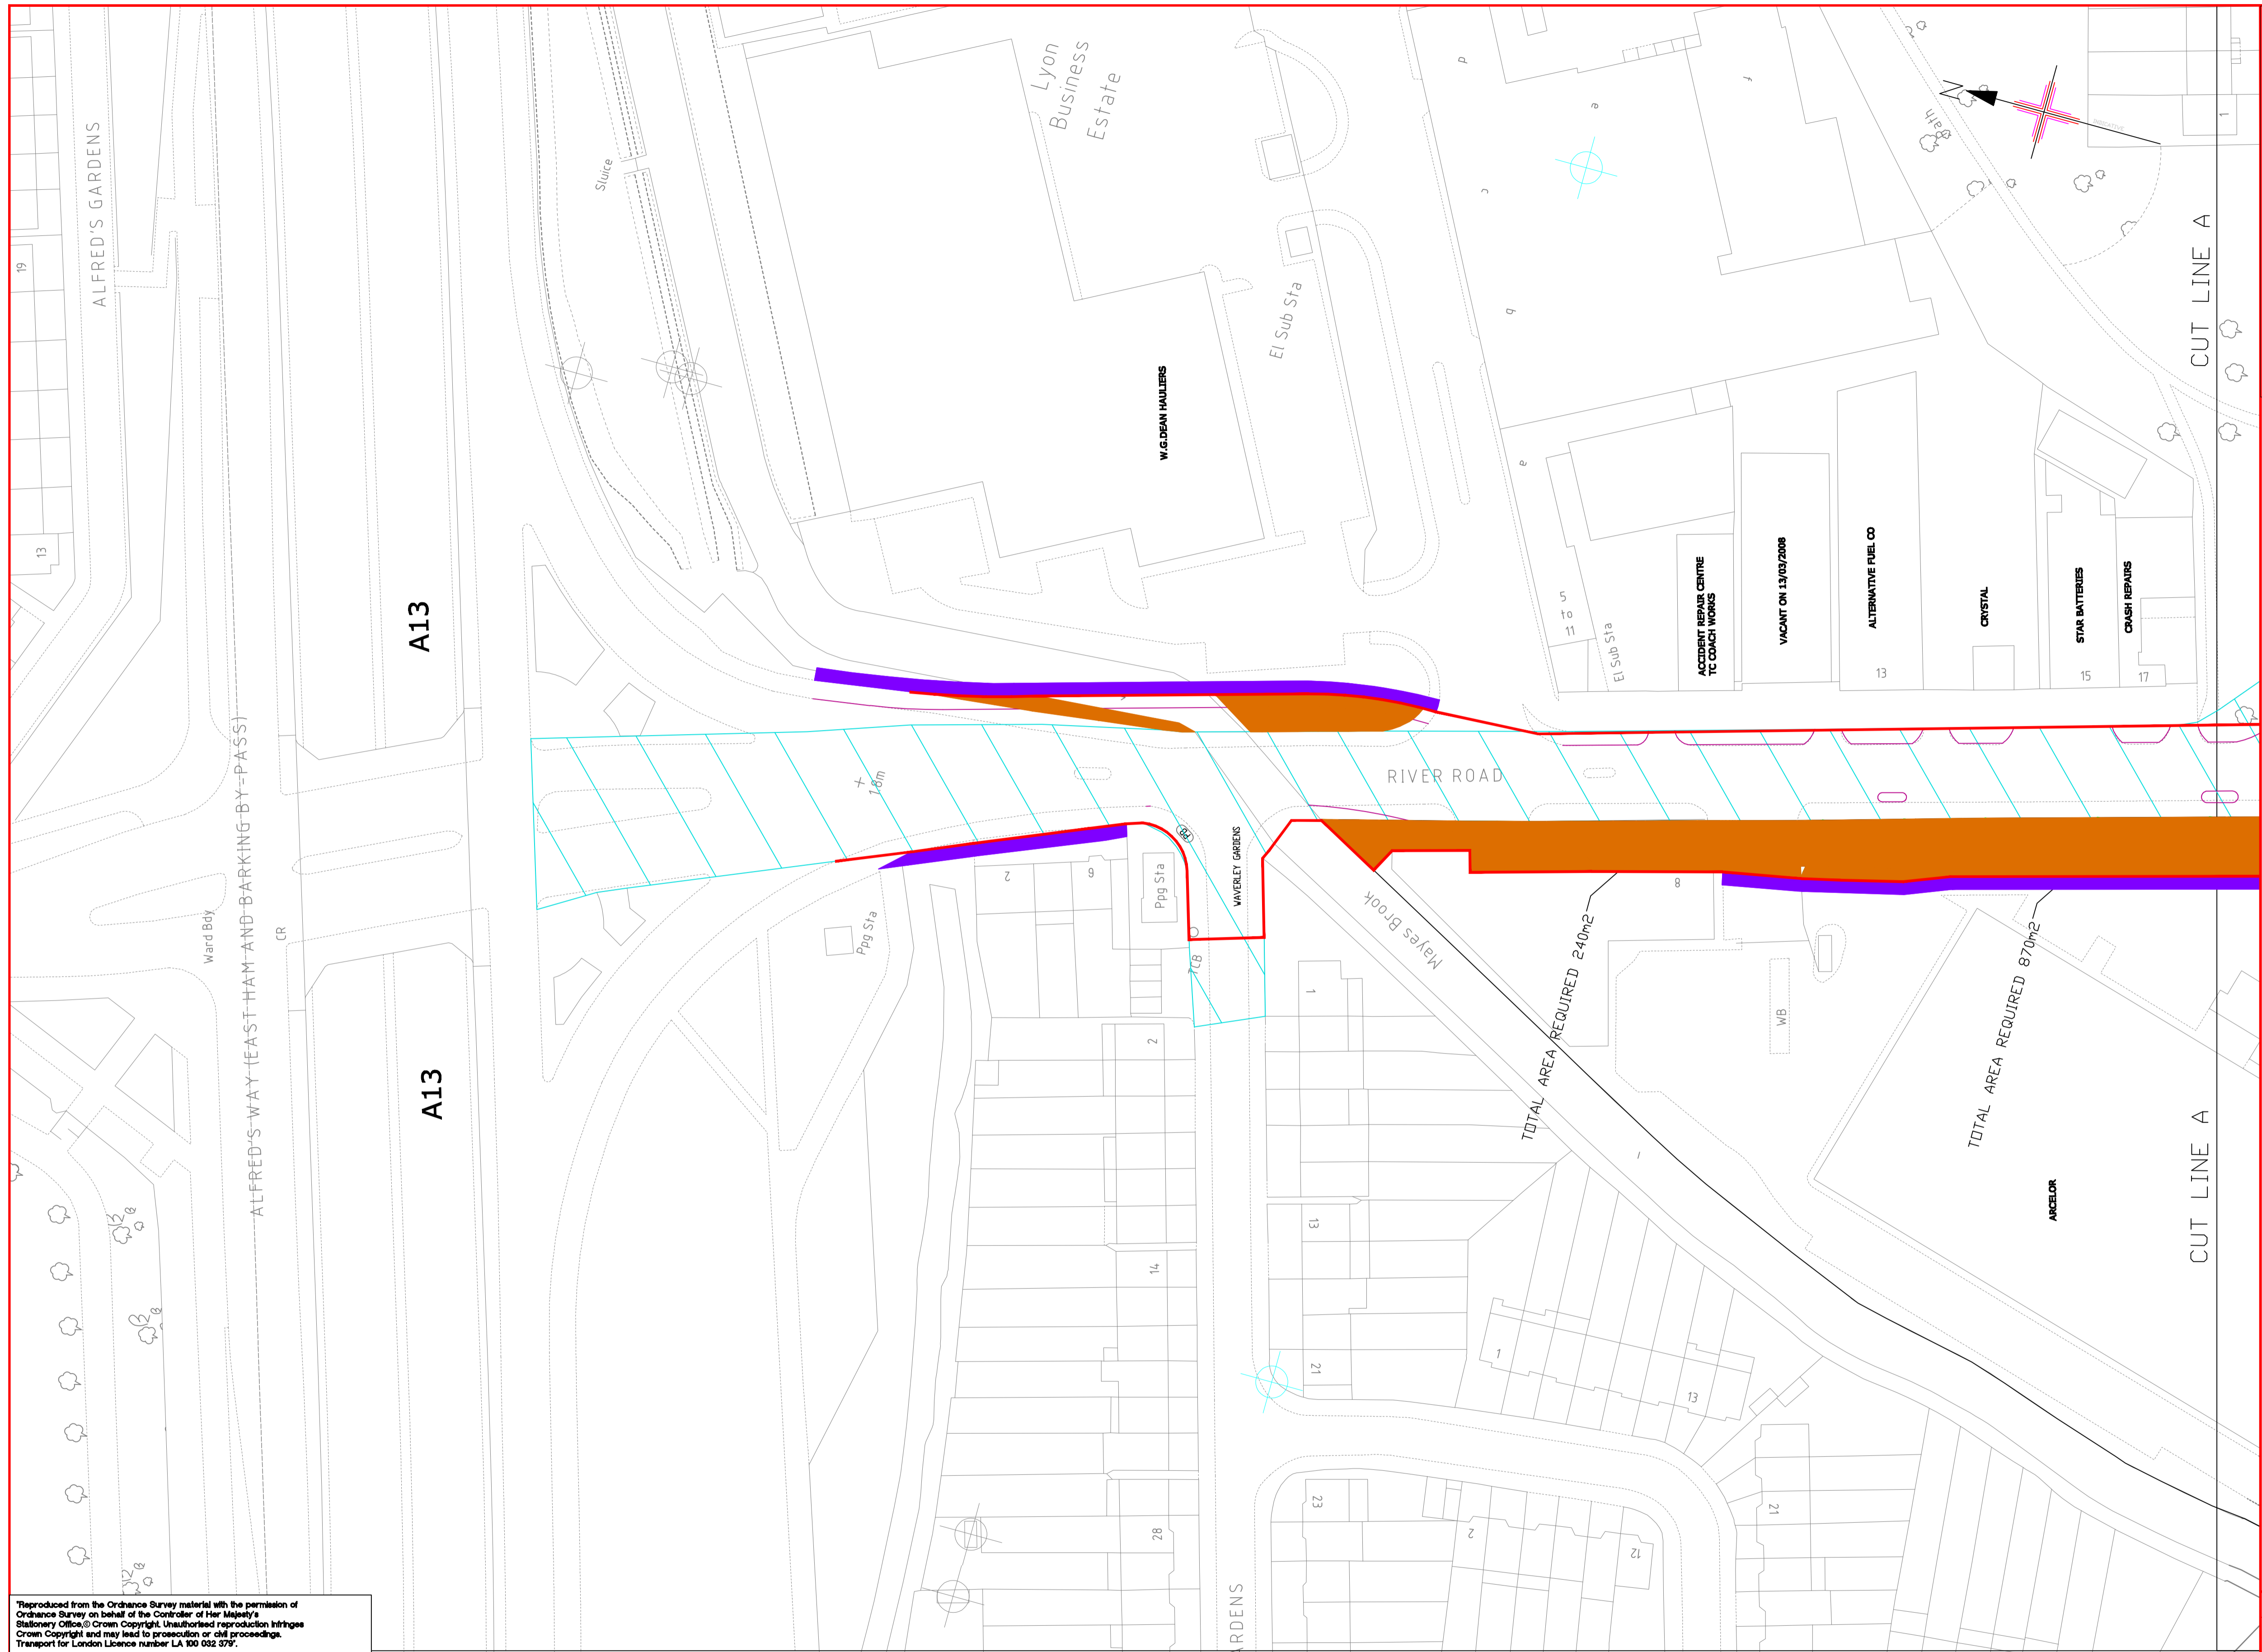 ALFRED'S GARDENS
19
13
A13
A13
ALFRED'S WAY (EAST HAM AND BARKING BY-PASS)
Ward Bdy
CR
Sluice
Lyon
Business
Estate
W.G.DEAN HAULIERS
El Sub Sta
d
e
c
b
a
f
Path
N
1
CUT LINE A
5
to
11
El Sub Sta
ACCIDENT REPAIR CENTRE
TC COACH WORKS
VACANT ON 13/03/2008
ALTERNATIVE FUEL CO
13
CRYSTAL
STAR BATTERIES
15
CRASH REPAIRS
17
1.8m
RIVER ROAD
PO
WAVERLEY GARDENS
2
6
Ppg Sta
Ppg Sta
TCB
Mayes Brook
8
TOTAL AREA REQUIRED 240m2
TOTAL AREA REQUIRED 870m2
WB
ARCELOR
CUT LINE A
2
14
28
1
13
21
23
1
13
2
12
21
ARDENS
"Reproduced from the Ordnance Survey material with the permission of
Ordnance Survey on behalf of the Controller of Her Majesty's
Stationery Office,© Crown Copyright. Unauthorised reproduction infringes
Crown Copyright and may lead to prosecution or civil proceedings.
Transport for London Licence number LA 100 032 379".